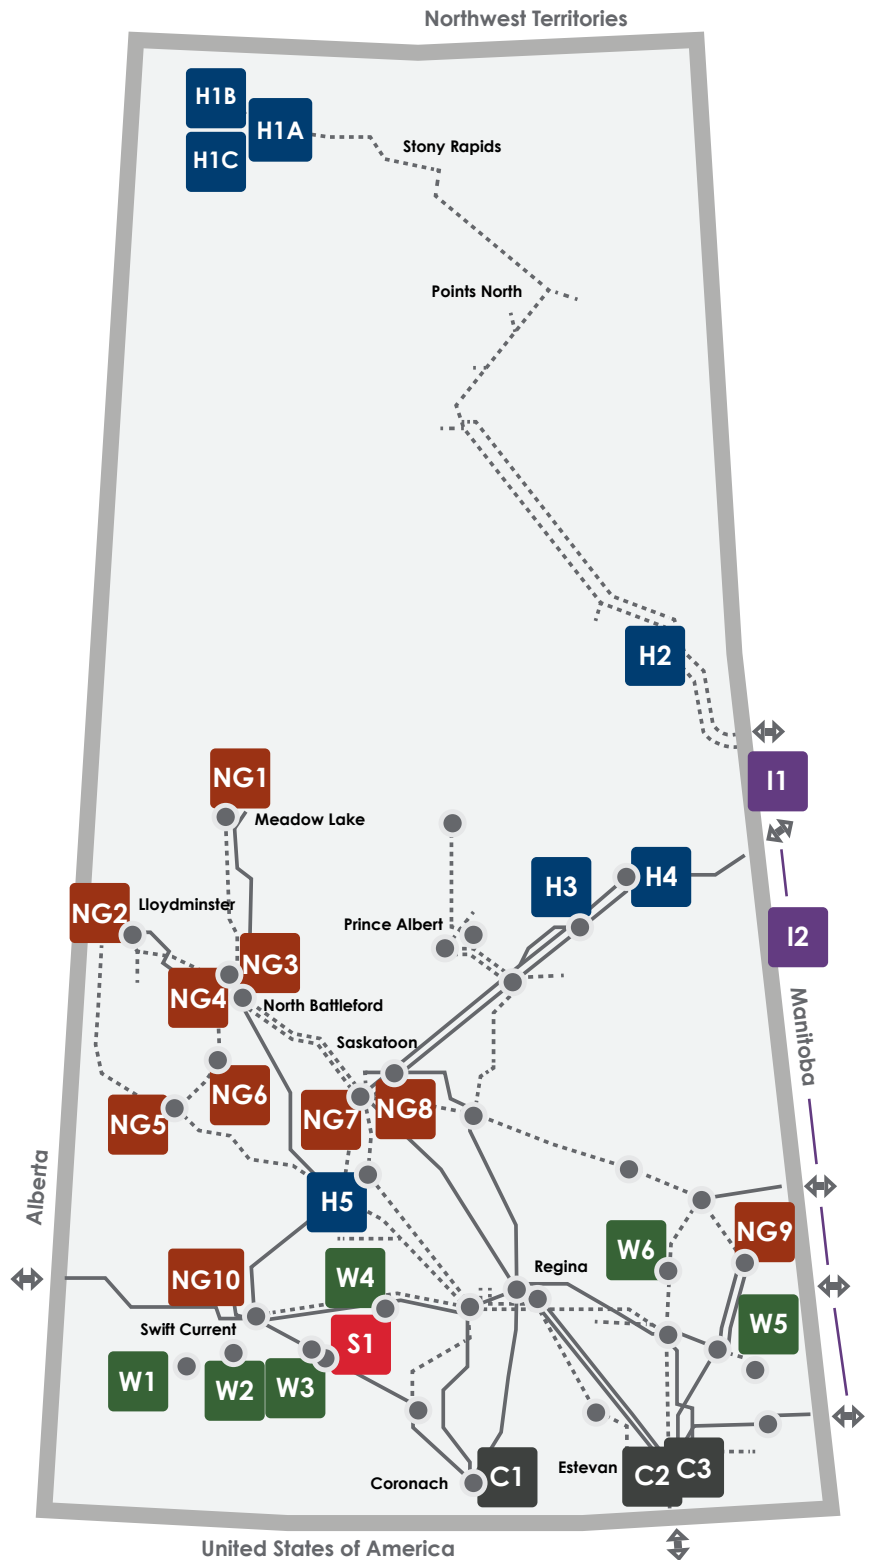 Northwest Territories
H1B
H1A
H1C
Stony Rapids
Points North
H2
I1
NG1
Meadow Lake
H3
H4
NG2
Lloydminster
Prince Albert
I2
NG3
NG4
North Battleford
Manitoba
Saskatoon
NG6
NG5
NG7
NG8
Alberta
H5
NG9
W6
NG10
W4
Regina
Swift Current
S1
W5
W1
W2
W3
Coronach
C1
Estevan
C2
C3
United States of America